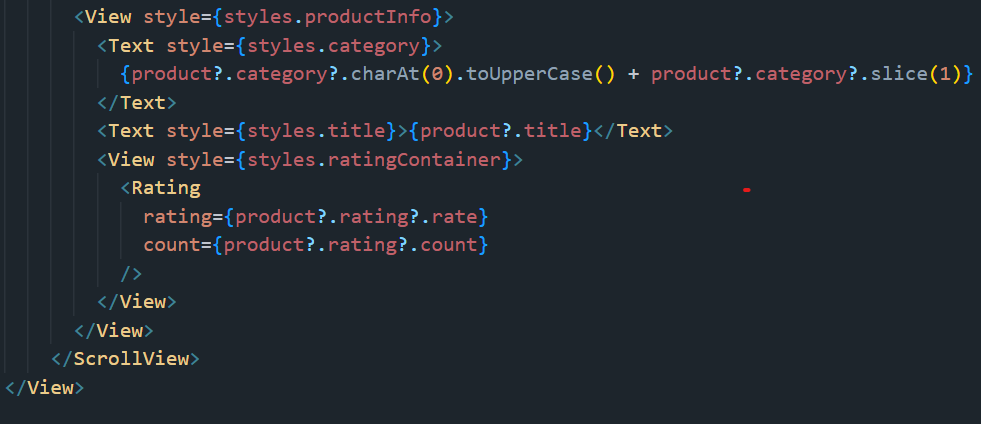 <View style={styles.productInfo}>
<Text style={styles.category}>
{product?.category?.charAt(0).toUpperCase() + product?.category?.slice(1)}
</Text>
<Text style={styles.title}>{product?.title}</Text>
<View style={styles.ratingContainer}>
<Rating
rating={product?.rating?.rate}
count={product?.rating?.count}
/>
</View>
</View>
</ScrollView>
</View>